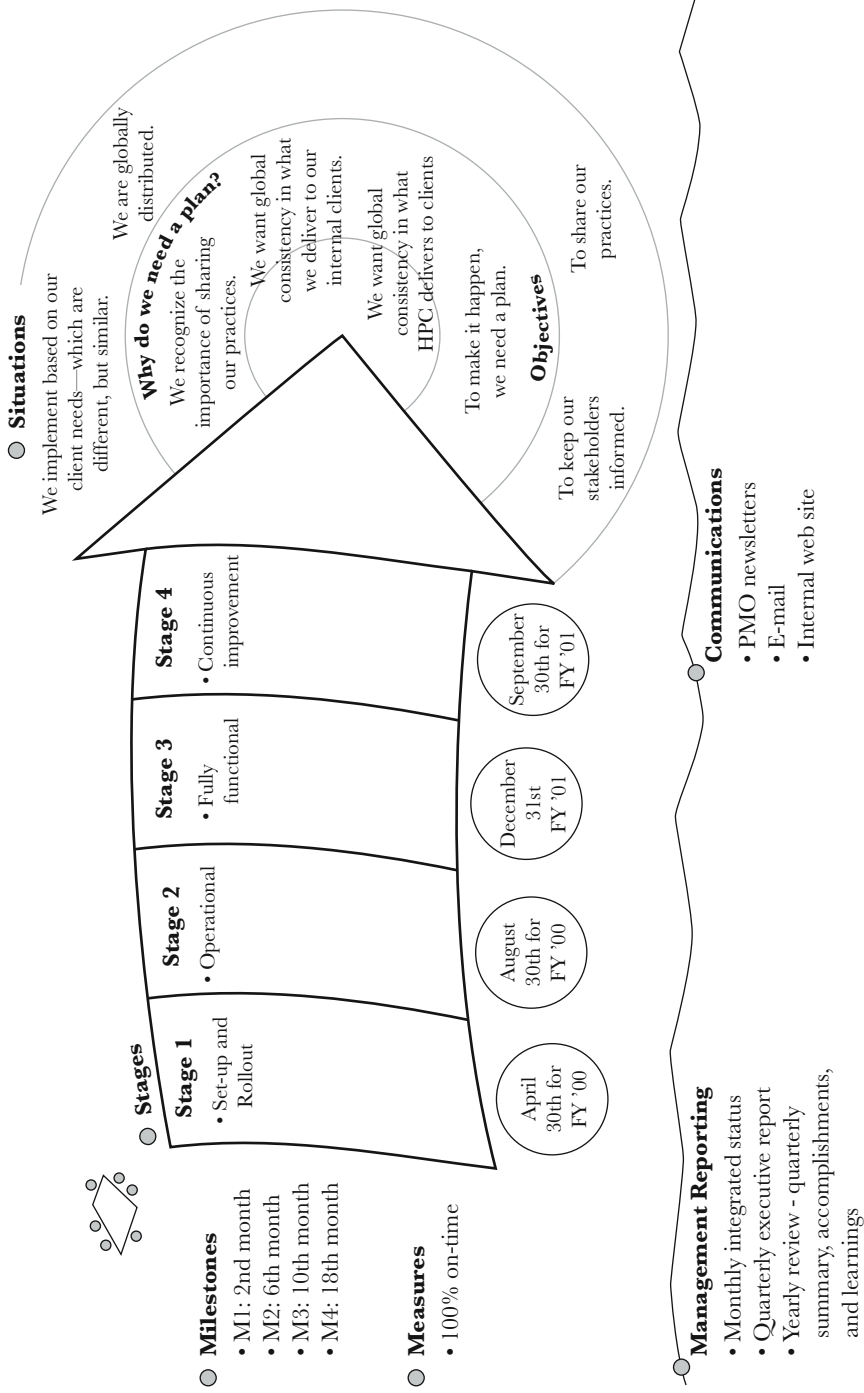 Situations
We implement based on our
client needs—which are
different, but similar.
We are globally
distributed.
Why do we need a plan?
We recognize the
importance of sharing
our practices.
We want global
consistency in what
we deliver to our
internal clients.
We want global
consistency in what
HPC delivers to clients
To make it happen,
we need a plan.
Objectives
To keep our
stakeholders
informed.
To share our
practices.
Stages
Stage 1
• Set-up and
Rollout
Stage 2
• Operational
Stage 3
• Fully
functional
Stage 4
• Continuous
improvement
April
30th for
FY ’00
August
30th for
FY ’00
December
31st
FY ’01
September
30th for
FY ’01
Milestones
• M1: 2nd month
• M2: 6th month
• M3: 10th month
• M4: 18th month
Measures
• 100% on-time
Management Reporting
• Monthly integrated status
• Quarterly executive report
• Yearly review - quarterly
summary, accomplishments,
and learnings
Communications
• PMO newsletters
• E-mail
• Internal web site